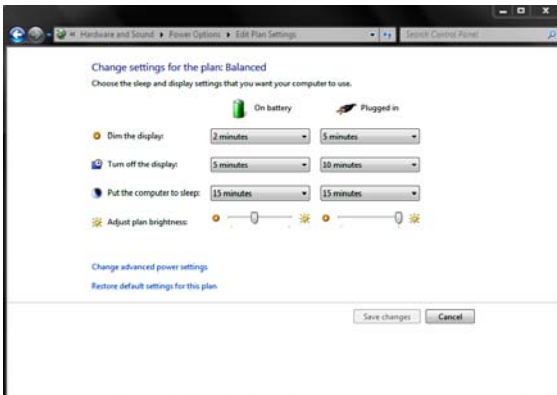 « Hardware and Sound ▸ Power Options ▸ Edit Plan Settings
Search Control Panel
Change settings for the plan: Balanced
Choose the sleep and display settings that you want your computer to use.
On battery Plugged in
Dim the display: 2 minutes 5 minutes
Turn off the display: 5 minutes 10 minutes
Put the computer to sleep: 15 minutes 15 minutes
Adjust plan brightness:
Change advanced power settings
Restore default settings for this plan
Save changes Cancel